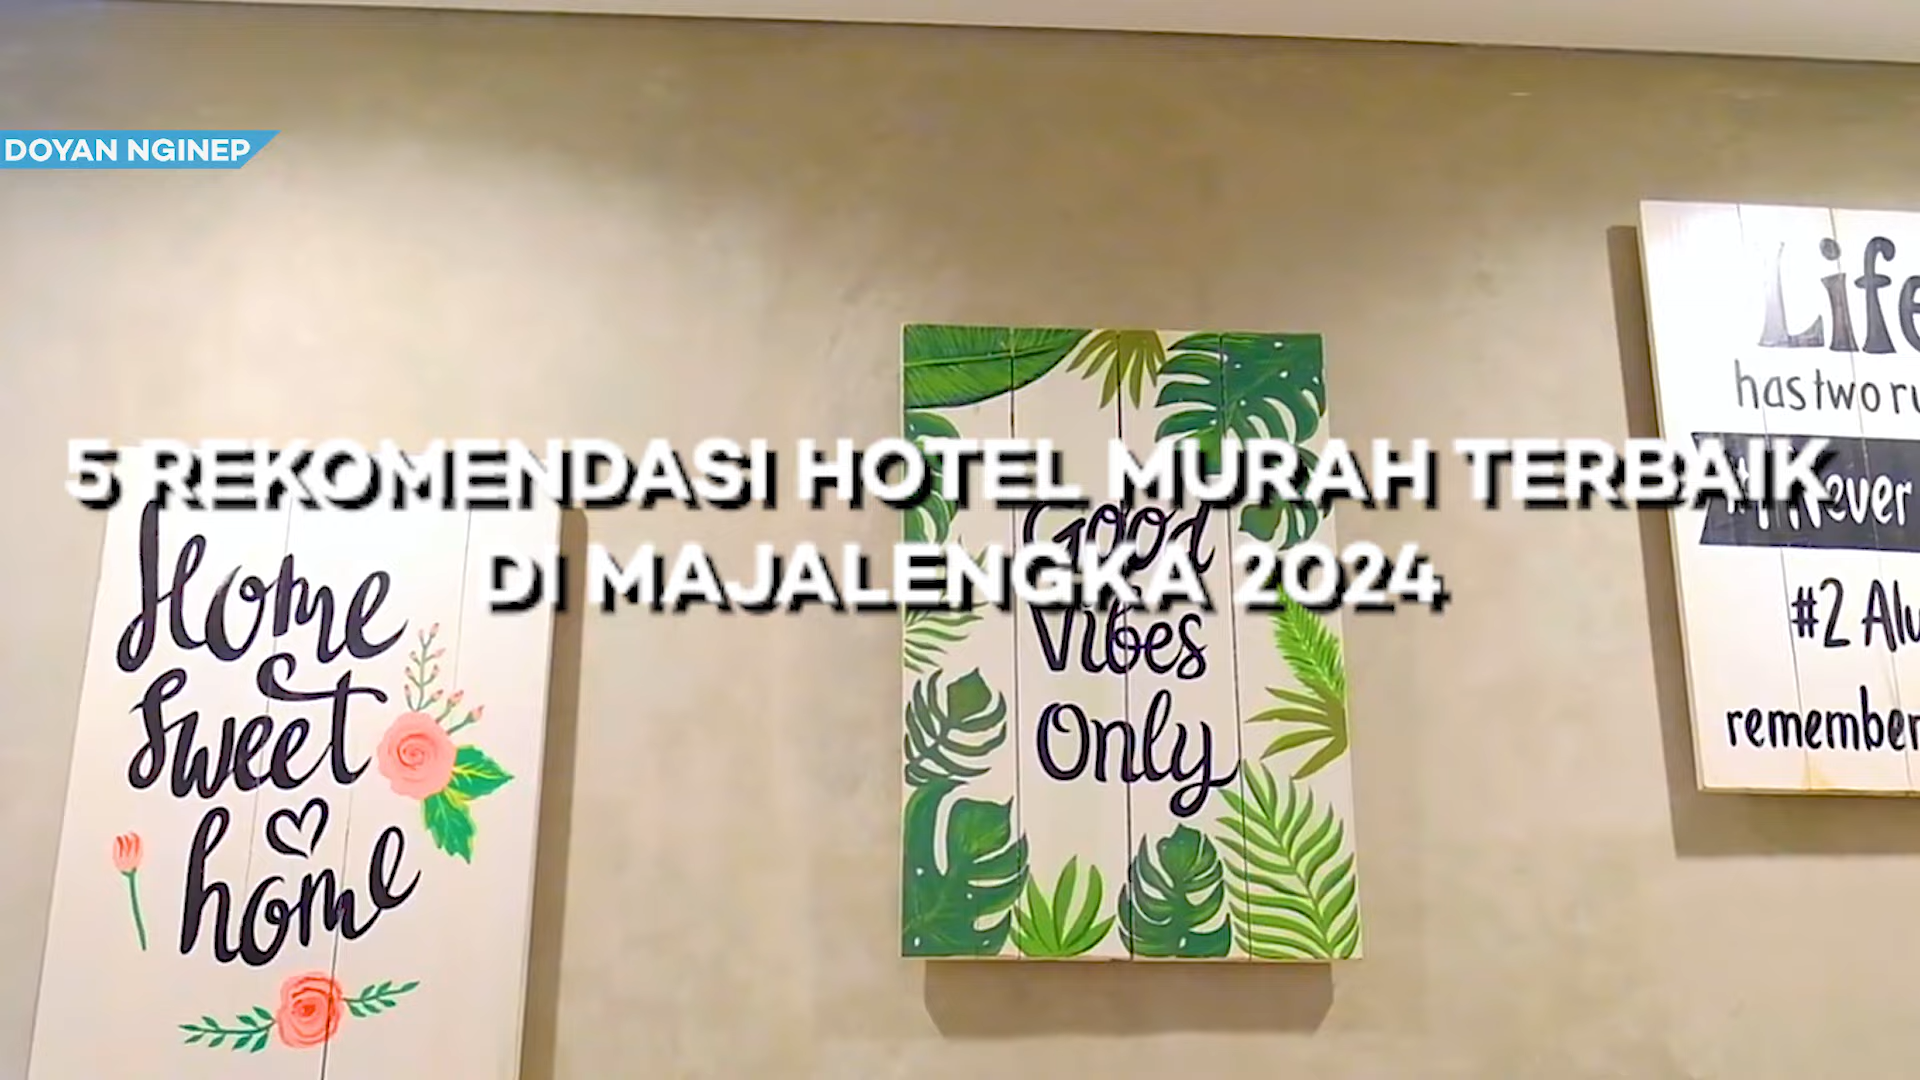 DOYAN NGINEP
5 REKOMENDASI HOTEL MURAH TERBAIK
DI MAJALENGKA 2024
Home
Sweet
home
Good
Vibes
Only
Life
has two
Never
#2
remember